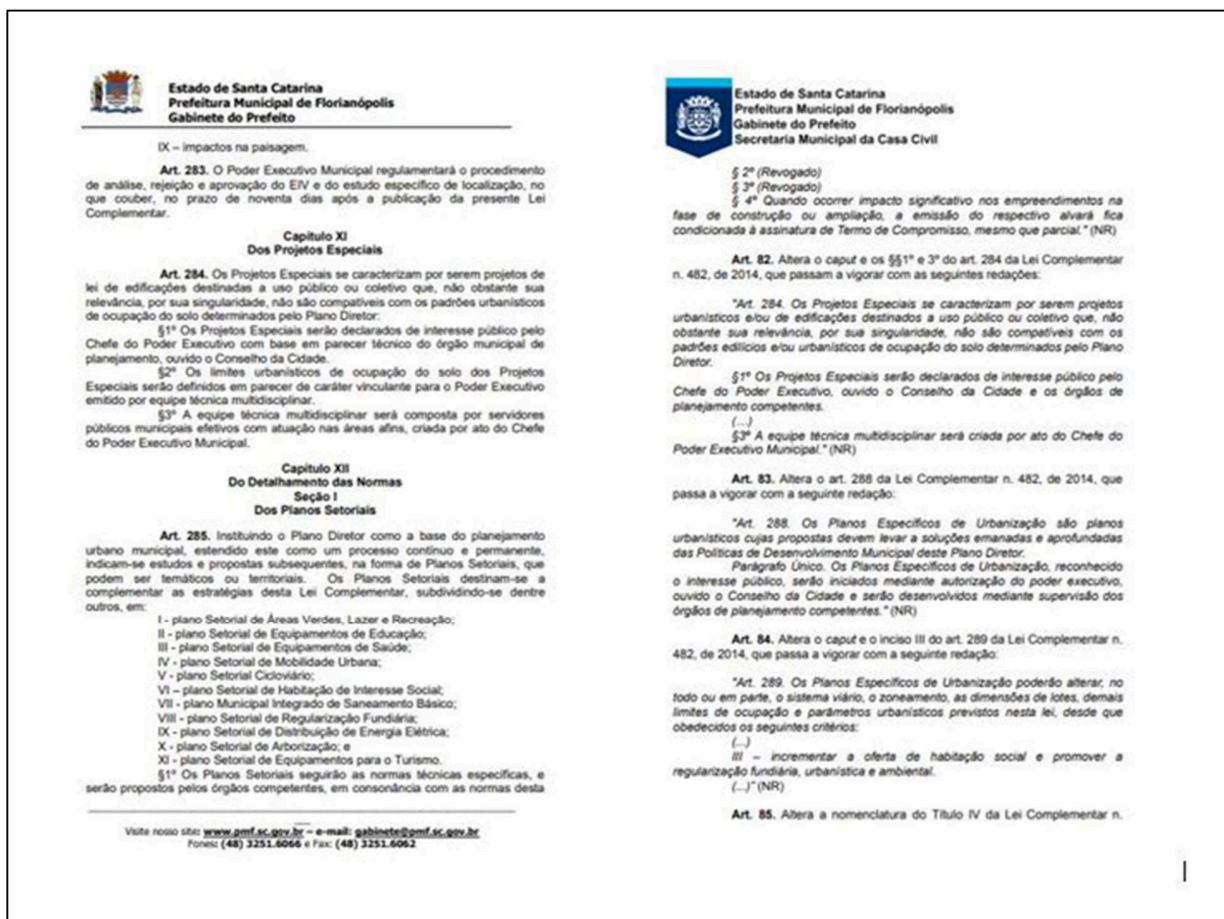 Estado de Santa Catarina
Prefeitura Municipal de Florianópolis
Gabinete do Prefeito
IX – impactos na paisagem.
Art. 283. O Poder Executivo Municipal regulamentará o procedimento
de análise, rejeição e aprovação do EIV e do estudo específico de localização, no
que couber, no prazo de noventa dias após a publicação da presente Lei
Complementar.
Capítulo XI
Dos Projetos Especiais
Art. 284. Os Projetos Especiais se caracterizam por serem projetos de
lei de edificações destinadas a uso público ou coletivo que, não obstante sua
relevância, por sua singularidade, não são compatíveis com os padrões urbanísticos
de ocupação do solo determinados pelo Plano Diretor:
§1º Os Projetos Especiais serão declarados de interesse público pelo
Chefe do Poder Executivo com base em parecer técnico do órgão municipal de
planejamento, ouvido o Conselho da Cidade.
§2º Os limites urbanísticos de ocupação do solo dos Projetos
Especiais serão definidos em parecer de caráter vinculante para o Poder Executivo
emitido por equipe técnica multidisciplinar.
§3º A equipe técnica multidisciplinar será composta por servidores
públicos municipais efetivos com atuação nas áreas afins, criada por ato do Chefe
do Poder Executivo Municipal.
Capítulo XII
Do Detalhamento das Normas
Seção I
Dos Planos Setoriais
Art. 285. Instituindo o Plano Diretor como a base do planejamento
urbano municipal, estendido este como um processo contínuo e permanente,
indicam-se estudos e propostas subsequentes, na forma de Planos Setoriais, que
podem ser temáticos ou territoriais. Os Planos Setoriais destinam-se a
complementar as estratégias desta Lei Complementar, subdividindo-se dentre
outros, em:
I - plano Setorial de Áreas Verdes, Lazer e Recreação;
II - plano Setorial de Equipamentos de Educação;
III - plano Setorial de Equipamentos de Saúde;
IV - plano Setorial de Mobilidade Urbana;
V - plano Setorial Cicloviário;
VI – plano Setorial de Habitação de Interesse Social;
VII - plano Municipal Integrado de Saneamento Básico;
VIII - plano Setorial de Regularização Fundiária;
IX - plano Setorial de Distribuição de Energia Elétrica;
X - plano Setorial de Arborização; e
XI - plano Setorial de Equipamentos para o Turismo.
§1º Os Planos Setoriais seguirão as normas técnicas específicas, e
serão propostos pelos órgãos competentes, em consonância com as normas desta
Visite nosso site: www.pmf.sc.gov.br – e-mail: gabinete@pmf.sc.gov.br
Fones: (48) 3251.6066 e Fax: (48) 3251.6062
Estado de Santa Catarina
Prefeitura Municipal de Florianópolis
Gabinete do Prefeito
Secretaria Municipal da Casa Civil
§ 2º (Revogado)
§ 3º (Revogado)
§ 4º Quando ocorrer impacto significativo nos empreendimentos na
fase de construção ou ampliação, a emissão do respectivo alvará fica
condicionada à assinatura de Termo de Compromisso, mesmo que parcial." (NR)
Art. 82. Altera o caput e os §§1º e 3º do art. 284 da Lei Complementar
n. 482, de 2014, que passam a vigorar com as seguintes redações:
"Art. 284. Os Projetos Especiais se caracterizam por serem projetos
urbanísticos e/ou de edificações destinados a uso público ou coletivo que, não
obstante sua relevância, por sua singularidade, não são compatíveis com os
padrões edilícios e/ou urbanísticos de ocupação do solo determinados pelo Plano
Diretor.
§1º Os Projetos Especiais serão declarados de interesse público pelo
Chefe do Poder Executivo, ouvido o Conselho da Cidade e os órgãos de
planejamento competentes.
(...)
§3º A equipe técnica multidisciplinar será criada por ato do Chefe do
Poder Executivo Municipal." (NR)
Art. 83. Altera o art. 288 da Lei Complementar n. 482, de 2014, que
passa a vigorar com a seguinte redação:
"Art. 288. Os Planos Específicos de Urbanização são planos
urbanísticos cujas propostas devem levar a soluções emanadas e aprofundadas
das Políticas de Desenvolvimento Municipal deste Plano Diretor.
Parágrafo Único. Os Planos Específicos de Urbanização, reconhecido
o interesse público, serão iniciados mediante autorização do poder executivo,
ouvido o Conselho da Cidade e serão desenvolvidos mediante supervisão dos
órgãos de planejamento competentes." (NR)
Art. 84. Altera o caput e o inciso III do art. 289 da Lei Complementar n.
482, de 2014, que passa a vigorar com a seguinte redação:
"Art. 289. Os Planos Específicos de Urbanização poderão alterar, no
todo ou em parte, o sistema viário, o zoneamento, as dimensões de lotes, demais
limites de ocupação e parâmetros urbanísticos previstos nesta lei, desde que
obedecidos os seguintes critérios:
(...)
III – incrementar a oferta de habitação social e promover a
regularização fundiária, urbanística e ambiental.
(...)" (NR)
Art. 85. Altera a nomenclatura do Título IV da Lei Complementar n.